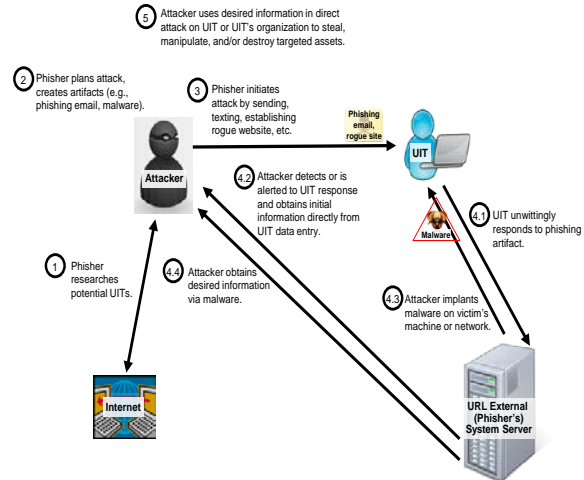 5 Attacker uses desired information in direct
attack on UIT or UIT's organization to steal,
manipulate, and/or destroy targeted assets.
2 Phisher plans attack,
creates artifacts (e.g.,
phishing email, malware).
3 Phisher initiates
attack by sending,
texting, establishing
rogue website, etc.
Phishing
email,
rogue site
UIT
Attacker
4.2 Attacker detects or is
alerted to UIT response
and obtains initial
information directly from
UIT data entry.
Malware
4.1 UIT unwittingly
responds to phishing
artifact.
1 Phisher
researches
potential UITs.
4.4 Attacker obtains
desired information
via malware.
4.3 Attacker implants
malware on victim's
machine or network.
Internet
URL External
(Phisher's)
System Server